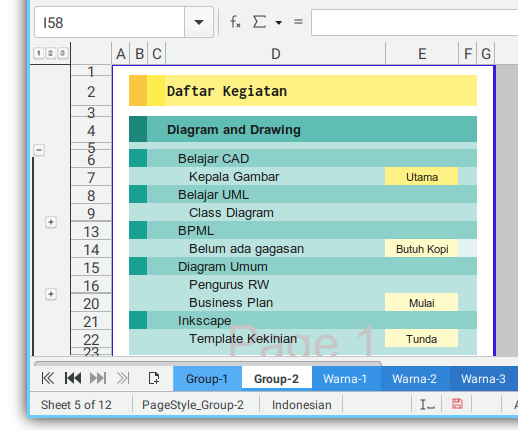 I58
fx Σ =
1 2 3
A B C D E F G
1
2 Daftar Kegiatan
3
4 Diagram and Drawing
5
6 Belajar CAD
7 Kepala Gambar Utama
8 Belajar UML
9 Class Diagram
13 BPML
14 Belum ada gagasan Butuh Kopi
15 Diagram Umum
16 Pengurus RW
20 Business Plan Mulai
21 Inkscape
22 Template Kekinian Tunda
23
Page 1
Group-1 Group-2 Warna-1 Warna-2 Warna-3
Sheet 5 of 12 PageStyle_Group-2 Indonesian